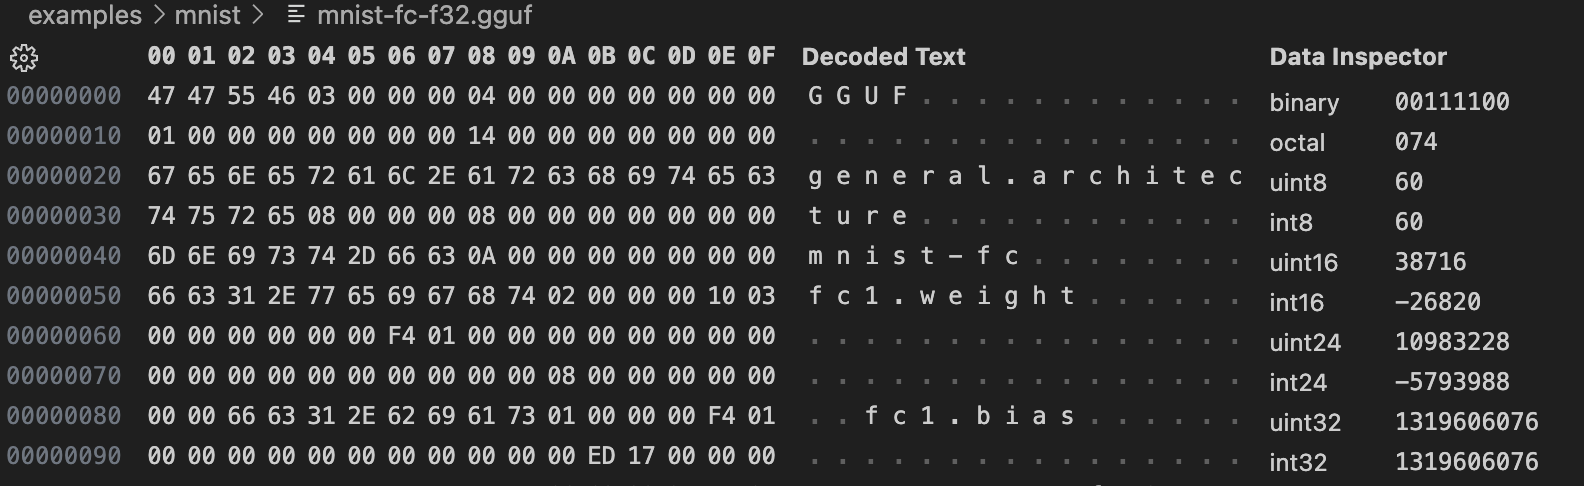 examples > mnist > mnist-fc-f32.gguf
00 01 02 03 04 05 06 07 08 09 0A 0B 0C 0D 0E 0F Decoded Text Data Inspector
00000000 47 47 55 46 03 00 00 00 04 00 00 00 00 00 00 00 G G U F . . . . . . . . . . . . binary 00111100
00000010 01 00 00 00 00 00 00 00 14 00 00 00 00 00 00 00 . . . . . . . . . . . . . . . . octal 074
00000020 67 65 6E 65 72 61 6C 2E 61 72 63 68 69 74 65 63 g e n e r a l . a r c h i t e c uint8 60
00000030 74 75 72 65 08 00 00 00 08 00 00 00 00 00 00 00 t u r e . . . . . . . . . . . . int8 60
00000040 6D 6E 69 73 74 2D 66 63 0A 00 00 00 00 00 00 00 m n i s t - f c . . . . . . . . uint16 38716
00000050 66 63 31 2E 77 65 69 67 68 74 02 00 00 00 10 03 f c 1 . w e i g h t . . . . . . int16 -26820
00000060 00 00 00 00 00 00 F4 01 00 00 00 00 00 00 00 00 . . . . . . . . . . . . . . . . uint24 10983228
00000070 00 00 00 00 00 00 00 00 00 00 08 00 00 00 00 00 . . . . . . . . . . . . . . . . int24 -5793988
00000080 00 00 66 63 31 2E 62 69 61 73 01 00 00 00 F4 01 . . f c 1 . b i a s . . . . . . uint32 1319606076
00000090 00 00 00 00 00 00 00 00 00 00 00 ED 17 00 00 00 . . . . . . . . . . . . . . . . int32 1319606076